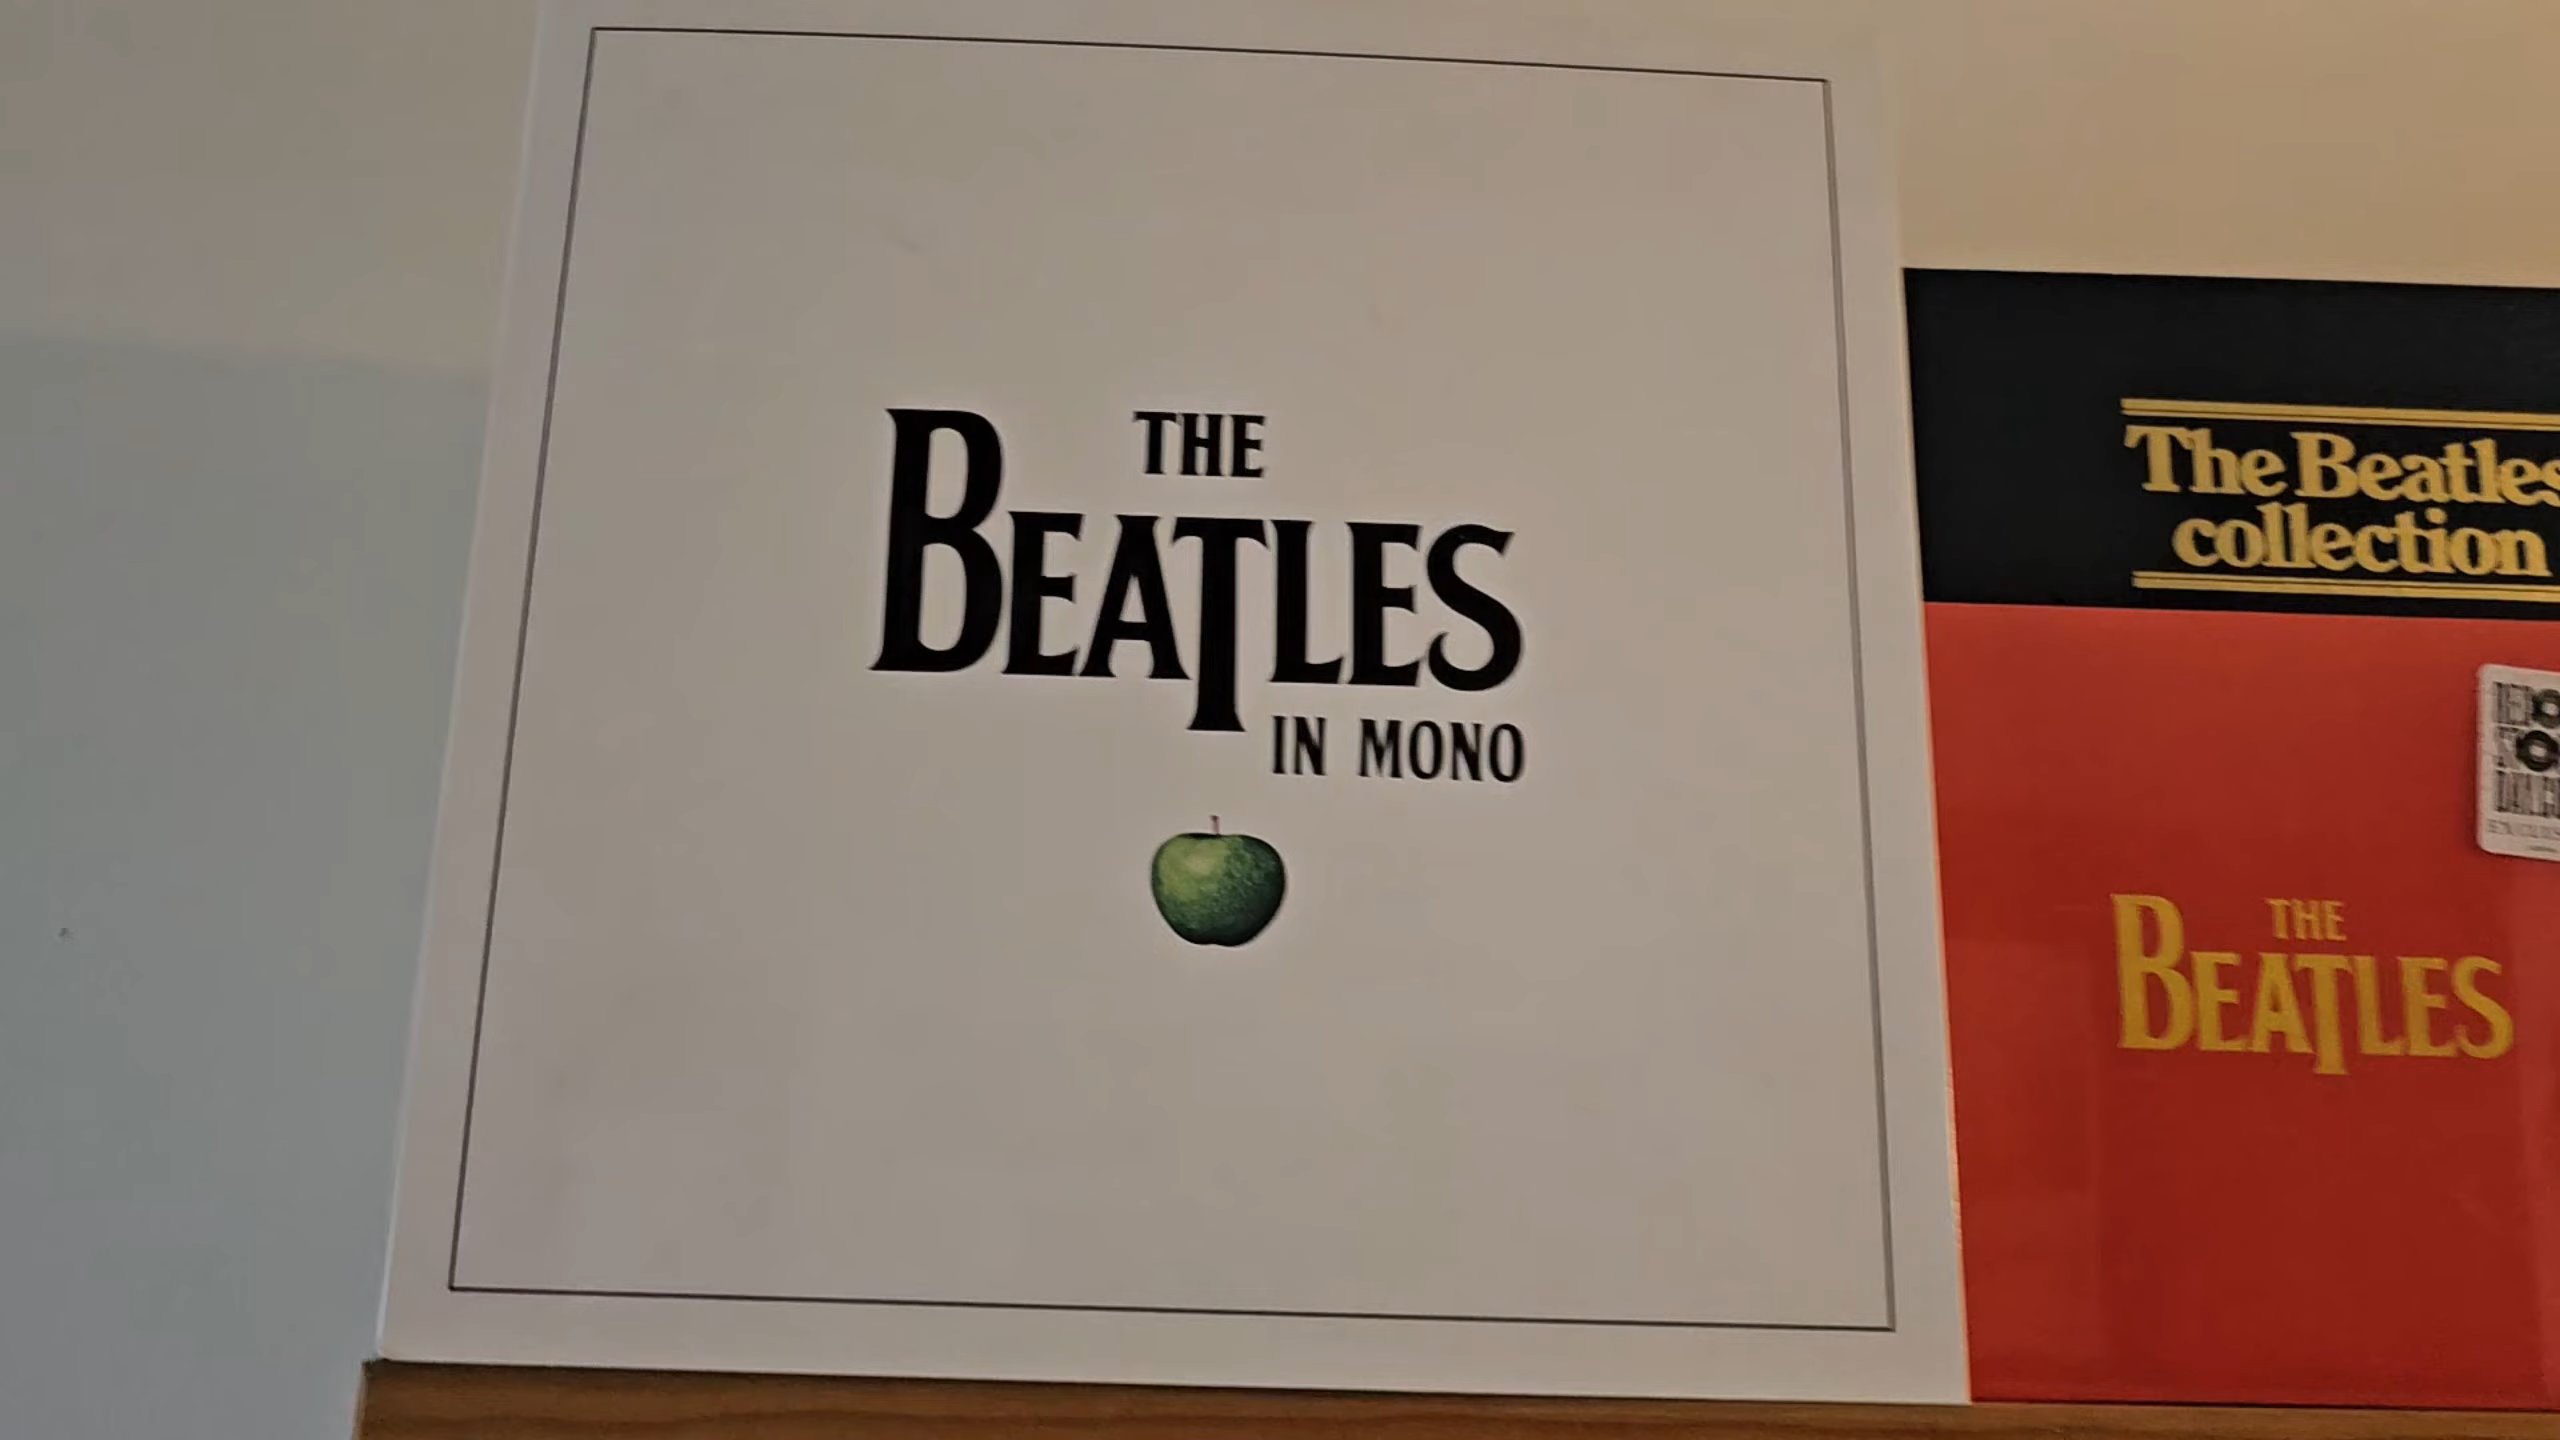 THE
BEATLES
IN MONO
The Beatles
collection
THE
BEATLES